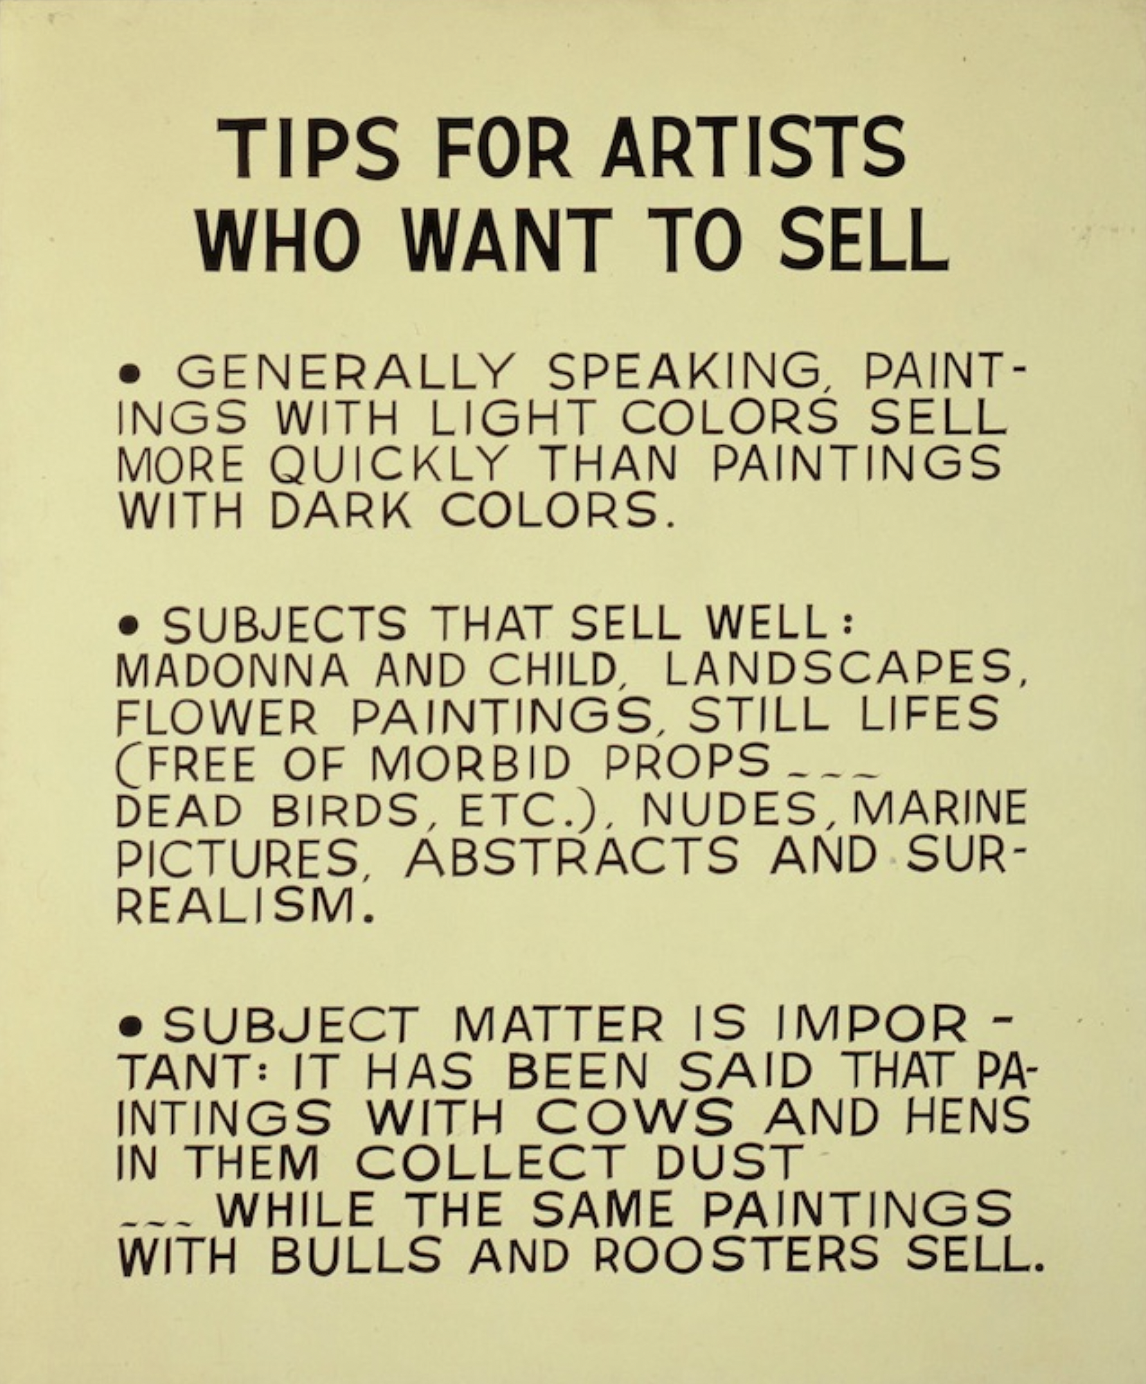 TIPS FOR ARTISTS
WHO WANT TO SELL
• GENERALLY SPEAKING, PAINT-
INGS WITH LIGHT COLORS SELL
MORE QUICKLY THAN PAINTINGS
WITH DARK COLORS.
• SUBJECTS THAT SELL WELL:
MADONNA AND CHILD, LANDSCAPES,
FLOWER PAINTINGS, STILL LIFES
(FREE OF MORBID PROPS ~~~
DEAD BIRDS, ETC.), NUDES, MARINE
PICTURES, ABSTRACTS AND SUR-
REALISM.
• SUBJECT MATTER IS IMPOR-
TANT: IT HAS BEEN SAID THAT PA-
INTINGS WITH COWS AND HENS
IN THEM COLLECT DUST
~~~ WHILE THE SAME PAINTINGS
WITH BULLS AND ROOSTERS SELL.